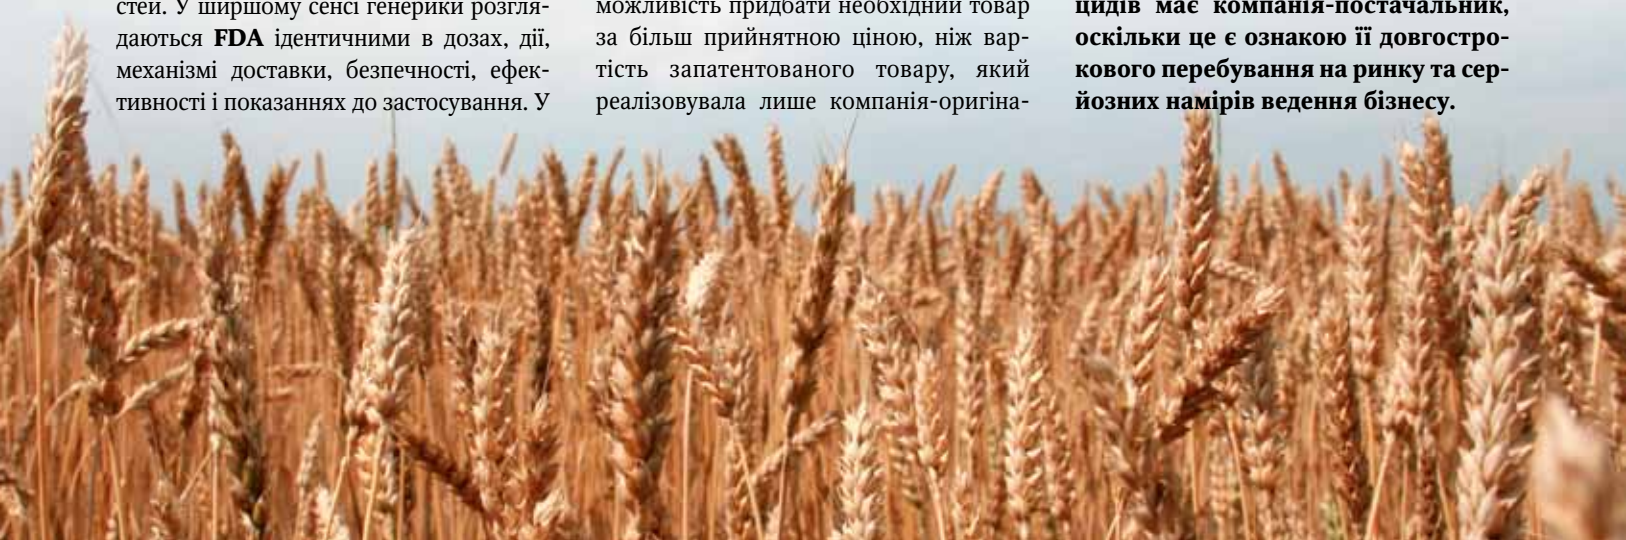 стей. У ширшому сенсі генерики розгля-
даються FDA ідентичними в дозах, дії,
механізмі доставки, безпечності, ефек-
тивності і показаннях до застосування. У
можливість придбати необхідний товар
за більш прийнятною ціною, ніж вар-
тість запатентованого товару, який
реалізовувала лише компанія-оригіна-
цидів має компанія-постачальник,
оскільки це є ознакою її довгостро-
кового перебування на ринку та сер-
йозних намірів ведення бізнесу.